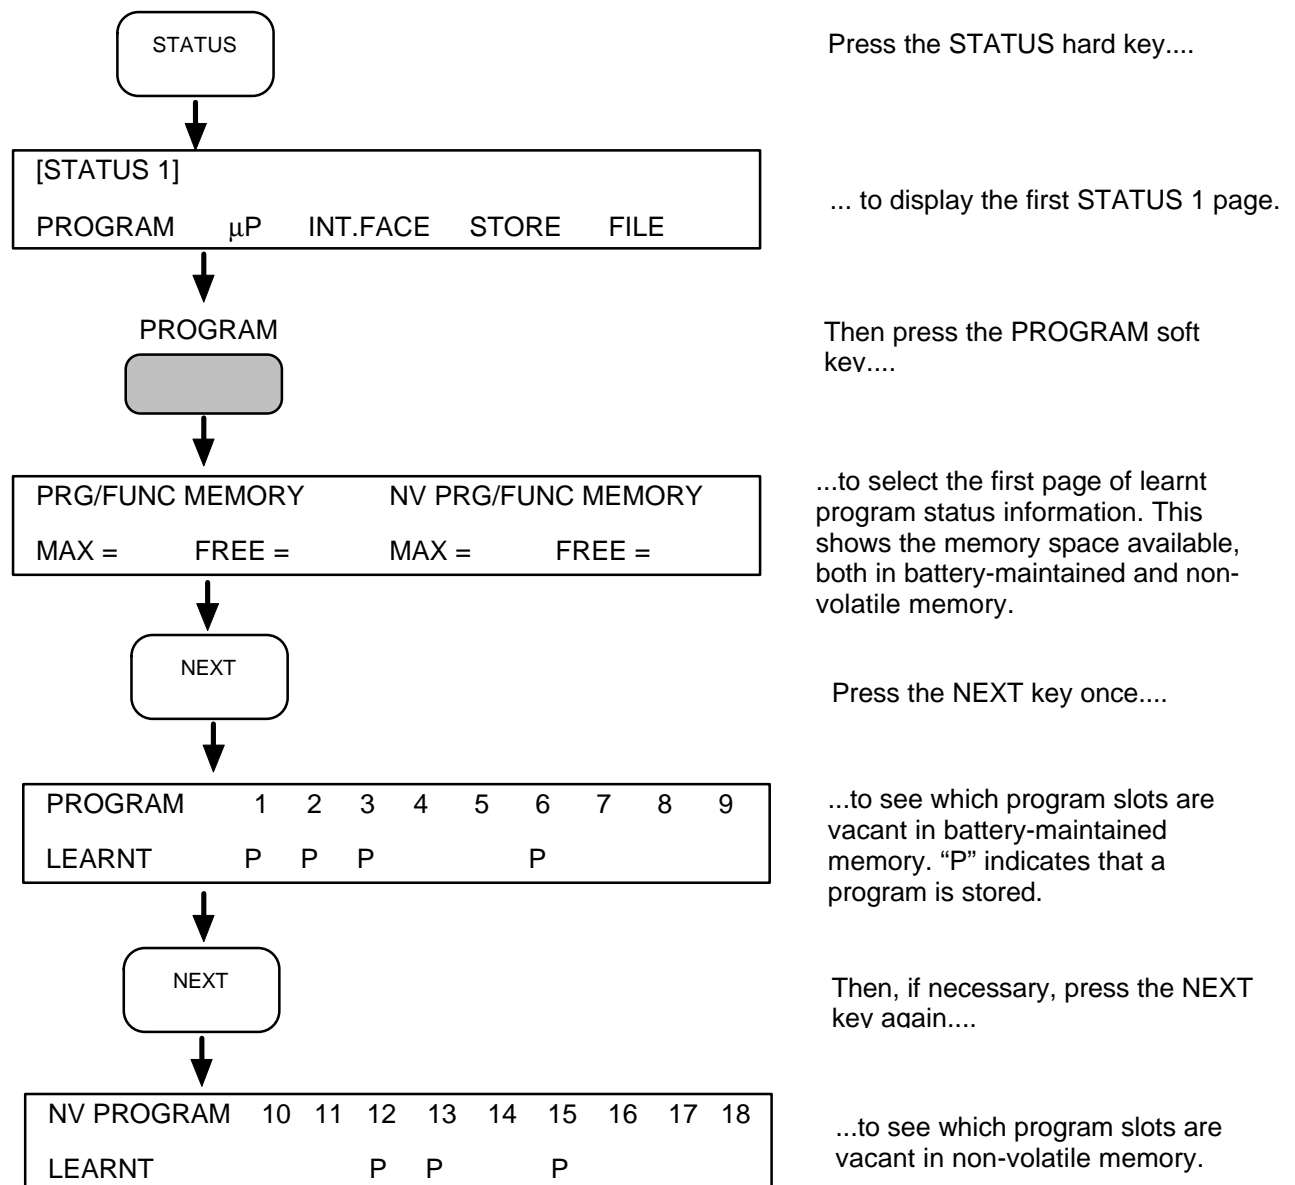 STATUS
Press the STATUS hard key....
[STATUS 1]
PROGRAM μP INT.FACE STORE FILE
... to display the first STATUS 1 page.
PROGRAM
Then press the PROGRAM soft
key....
PRG/FUNC MEMORY NV PRG/FUNC MEMORY
MAX = FREE = MAX = FREE =
...to select the first page of learnt
program status information. This
shows the memory space available,
both in battery-maintained and non-
volatile memory.
NEXT
Press the NEXT key once....
PROGRAM 1 2 3 4 5 6 7 8 9
LEARNT P P P P
...to see which program slots are
vacant in battery-maintained
memory. “P” indicates that a
program is stored.
NEXT
Then, if necessary, press the NEXT
key again....
NV PROGRAM 10 11 12 13 14 15 16 17 18
LEARNT P P P
...to see which program slots are
vacant in non-volatile memory.